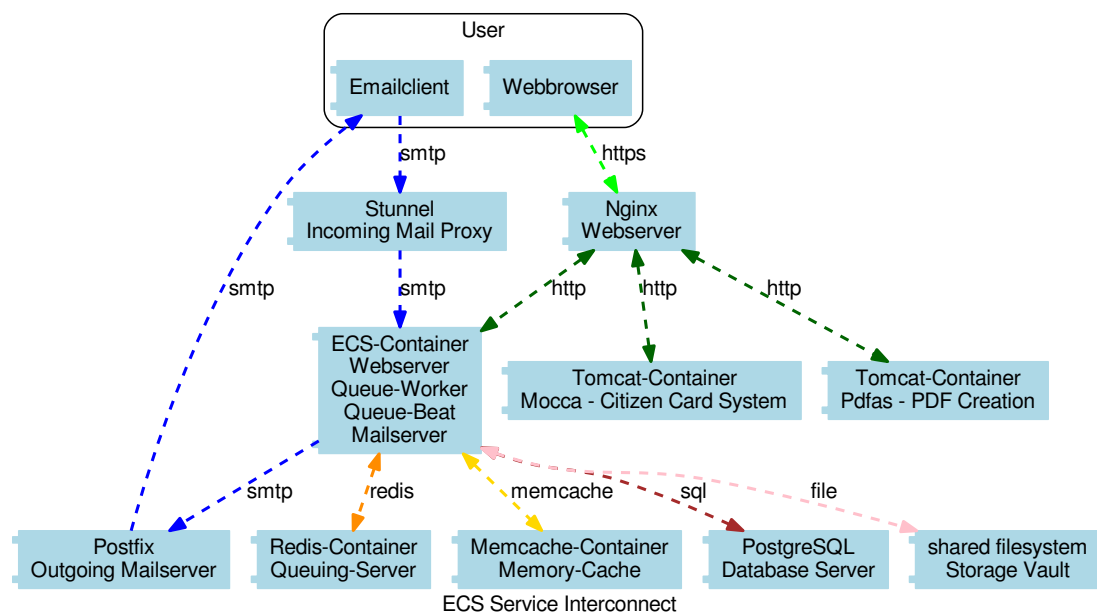 User
Emailclient
Webbrowser
smtp
https
Stunnel
Incoming Mail Proxy
Nginx
Webserver
smtp
smtp
http
http
http
ECS-Container
Webserver
Queue-Worker
Queue-Beat
Mailserver
Tomcat-Container
Mocca - Citizen Card System
Tomcat-Container
Pdfas - PDF Creation
smtp
redis
memcache
sql
file
Postfix
Outgoing Mailserver
Redis-Container
Queuing-Server
Memcache-Container
Memory-Cache
PostgreSQL
Database Server
shared filesystem
Storage Vault
ECS Service Interconnect